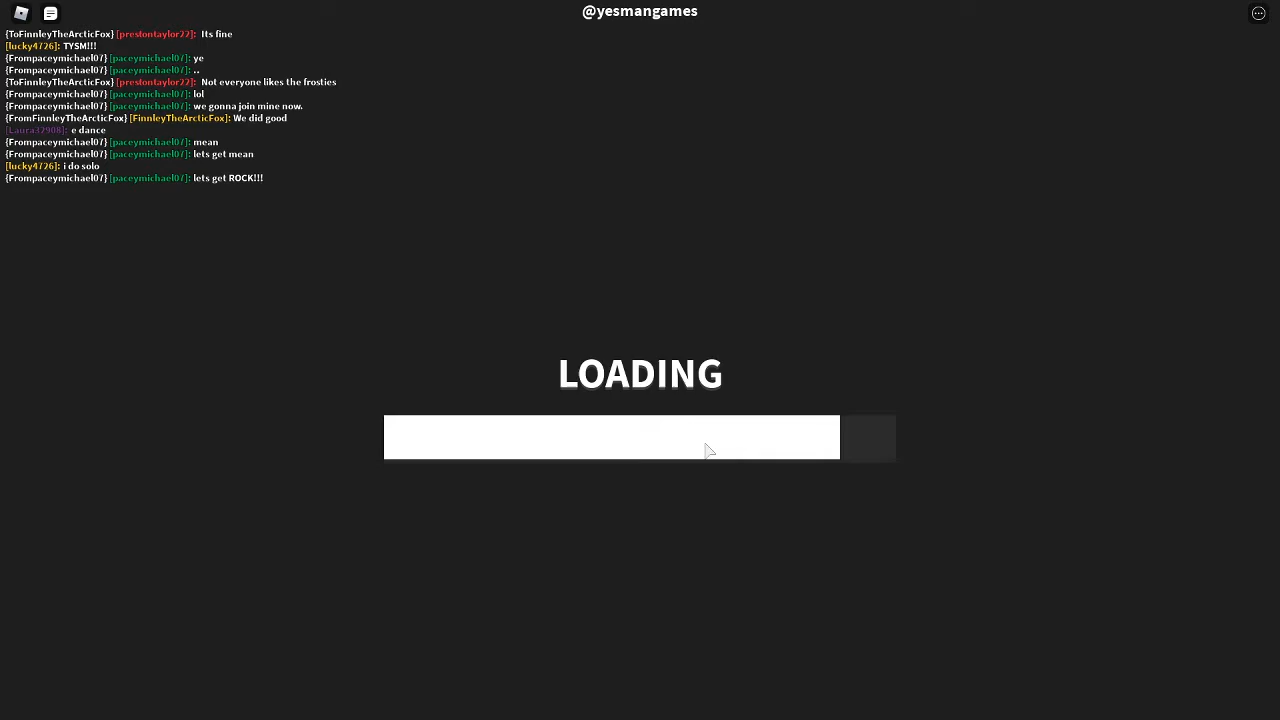 @yesmangames
{ToFinnleyTheArcticFox} [prestontaylor22]: Its fine
[lucky4726]: TYSM!!!
{Frompaceymichael07} [paceymichael07]: ye
{Frompaceymichael07} [paceymichael07]: ..
{ToFinnleyTheArcticFox} [prestontaylor22]: Not everyone likes the frosties
{Frompaceymichael07} [paceymichael07]: lol
{Frompaceymichael07} [paceymichael07]: we gonna join mine now.
{FromFinnleyTheArcticFox} [FinnleyTheArcticFox]: We did good
[Laura32908]: e dance
{Frompaceymichael07} [paceymichael07]: mean
{Frompaceymichael07} [paceymichael07]: lets get mean
[lucky4726]: i do solo
{Frompaceymichael07} [paceymichael07]: lets get ROCK!!!
LOADING